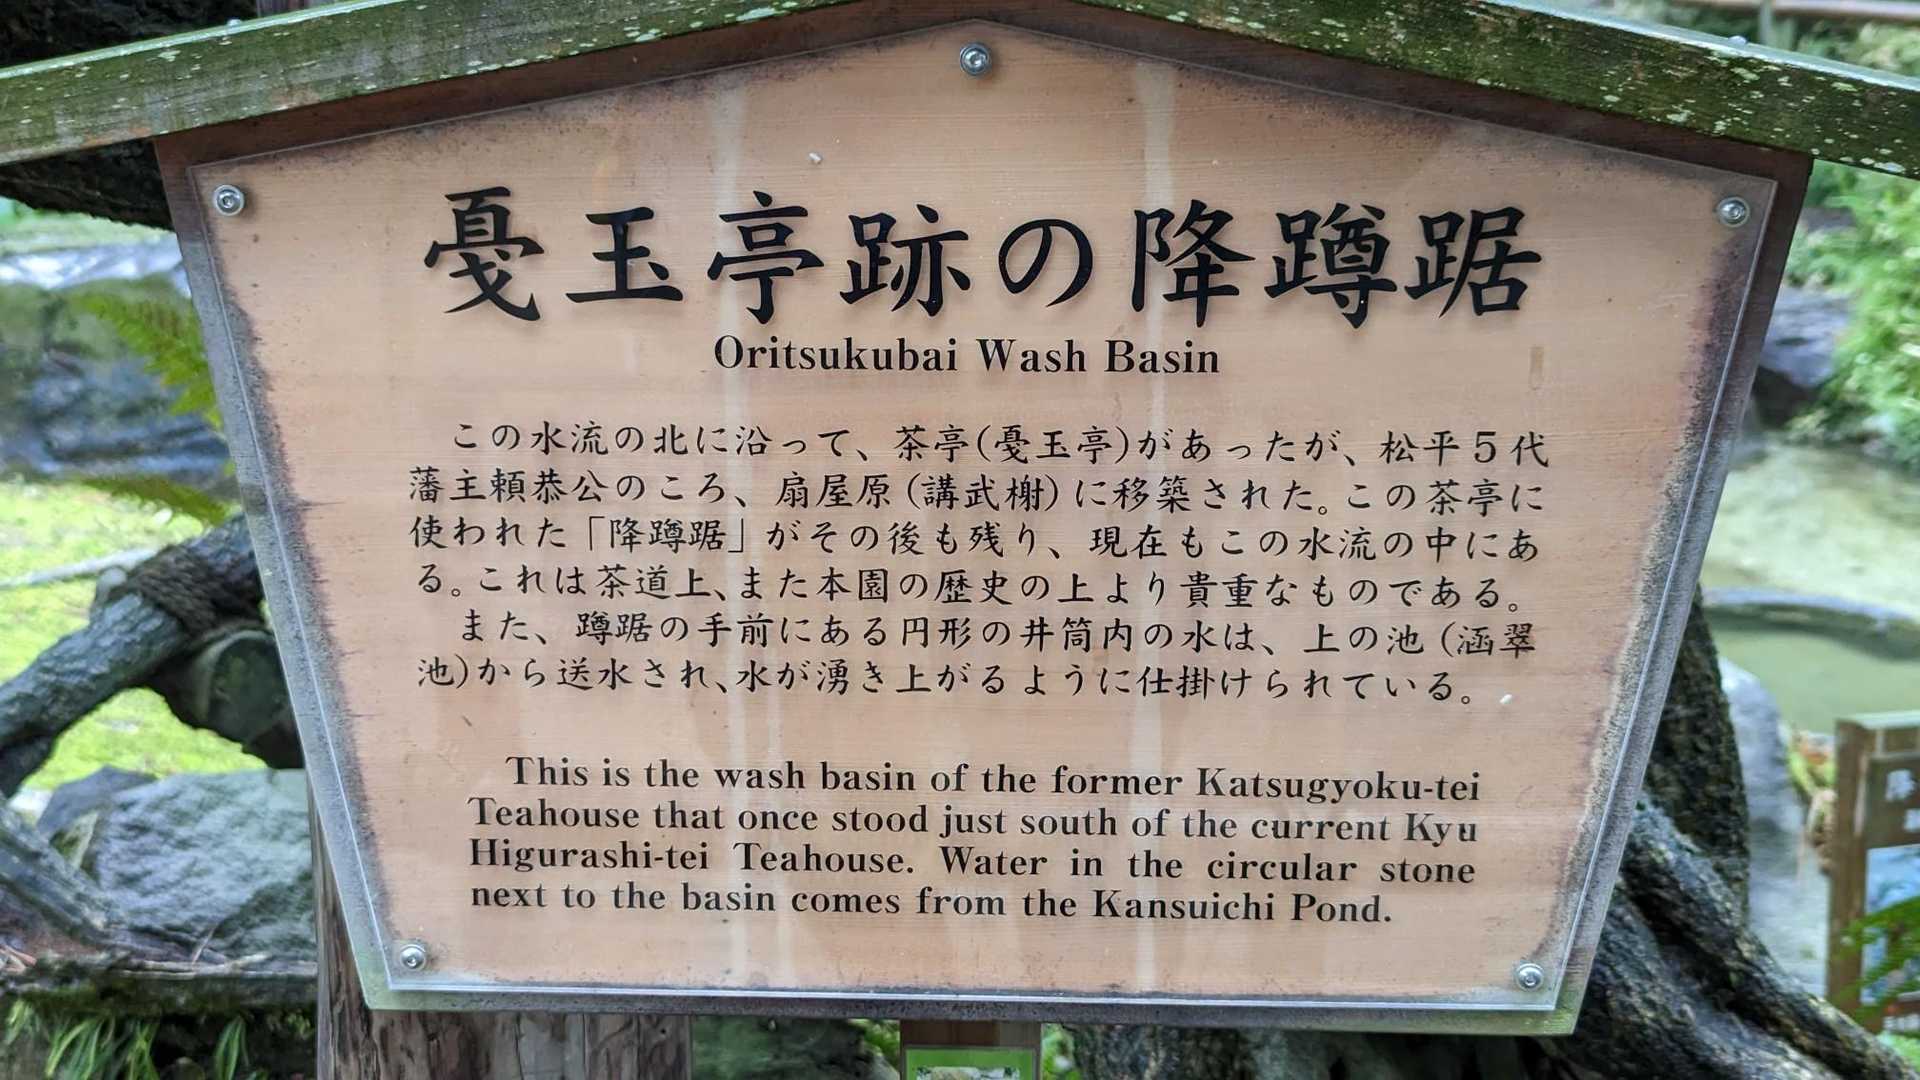 戞玉亭跡の降蹲踞
Oritsukubai Wash Basin
この水流の北に沿って、茶亭(戞玉亭)があったが、松平5代
藩主頼恭公のころ、扇屋原(講武榭)に移築された。この茶亭に
使われた「降蹲踞」がその後も残り、現在もこの水流の中にあ
る。これは茶道上、また本園の歴史の上より貴重なものである。
また、蹲踞の手前にある円形の井筒内の水は、上の池(涵翠
池)から送水され、水が湧き上がるように仕掛けられている。
This is the wash basin of the former Katsugyoku-tei
Teahouse that once stood just south of the current Kyu
Higurashi-tei Teahouse. Water in the circular stone
next to the basin comes from the Kansuichi Pond.